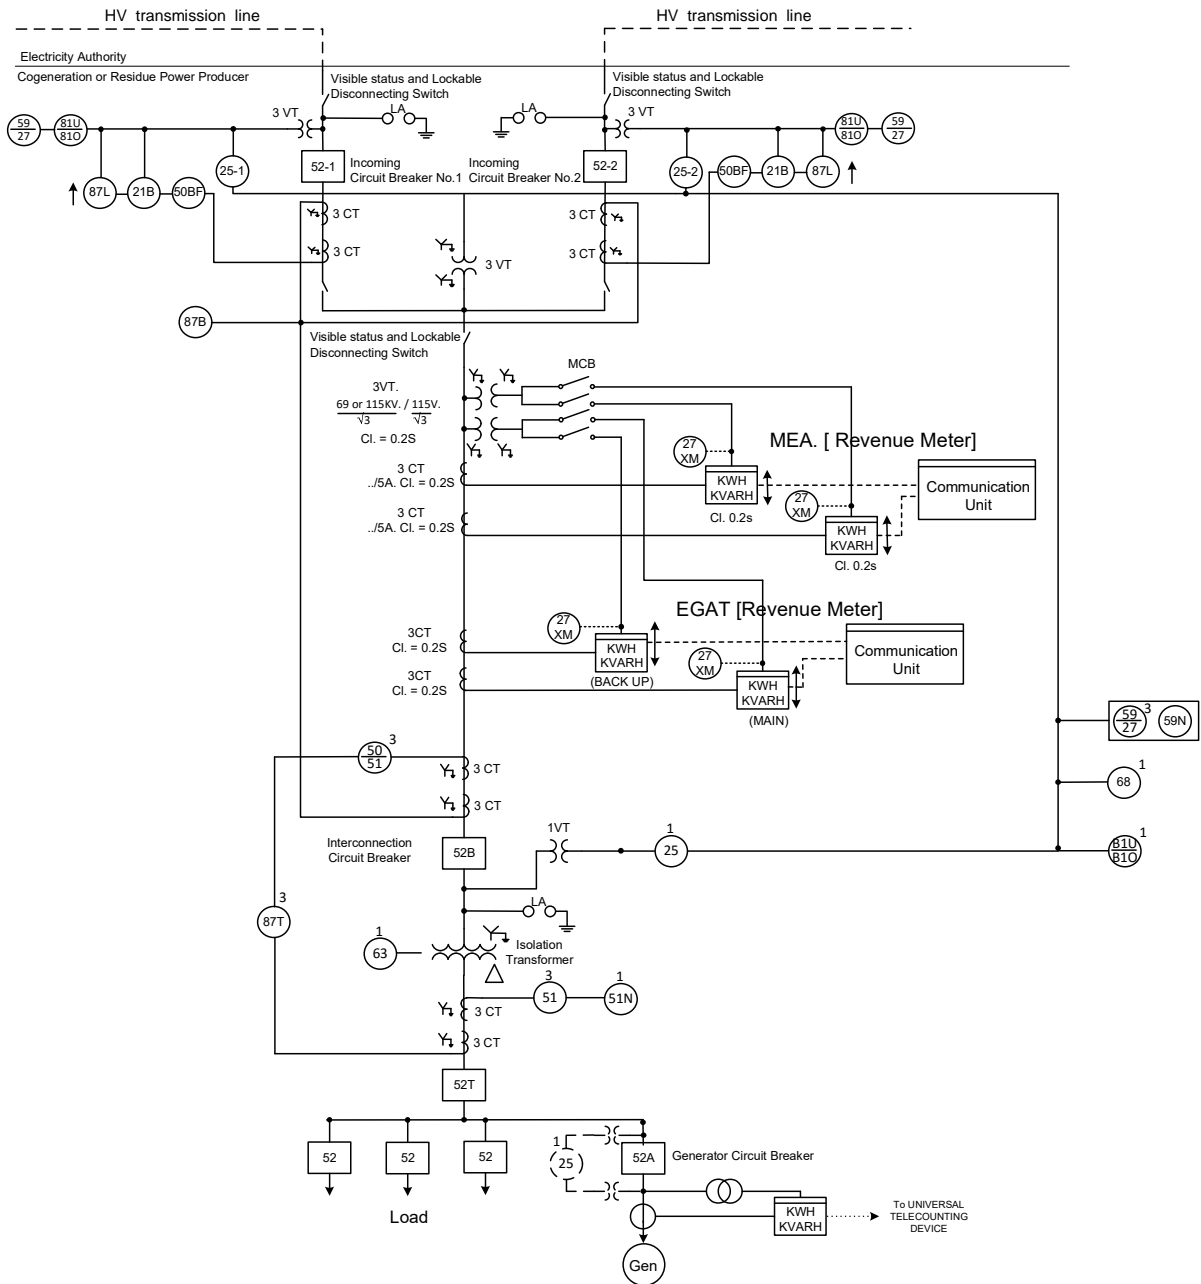 HV transmission line
HV transmission line
Electricity Authority
Cogeneration or Residue Power Producer
Visible status and Lockable
Disconnecting Switch
Visible status and Lockable
Disconnecting Switch
3 VT
LA
LA
3 VT
59
27
81U
81O
81U
81O
59
27
87L
21B
50BF
25-1
52-1
Incoming
Circuit Breaker No.1
Incoming
Circuit Breaker No.2
52-2
25-2
50BF
21B
87L
3 CT
3 CT
3 CT
3 CT
3 VT
87B
Visible status and Lockable
Disconnecting Switch
MCB
3VT.
69 or 115KV. / 115V.
√3 √3
Cl. = 0.2S
27
XM
MEA. [ Revenue Meter]
3 CT
../5A. Cl. = 0.2S
KWH
KVARH
Cl. 0.2s
Communication
Unit
27
XM
3 CT
../5A. Cl. = 0.2S
KWH
KVARH
Cl. 0.2s
EGAT [Revenue Meter]
27
XM
3CT
Cl. = 0.2S
KWH
KVARH
(BACK UP)
27
XM
Communication
Unit
3CT
Cl. = 0.2S
KWH
KVARH
(MAIN)
59
27
3
59N
50
51
3
3 CT
68
1
3 CT
Interconnection
Circuit Breaker
52B
1VT
1
25
B1U
B1O
1
3
87T
LA
1
63
Isolation
Transformer
3
51
1
51N
3 CT
3 CT
52T
52
52
52
1
25
52A
Generator Circuit Breaker
Load
KWH
KVARH
To UNIVERSAL
TELECOUNTING
DEVICE
Gen